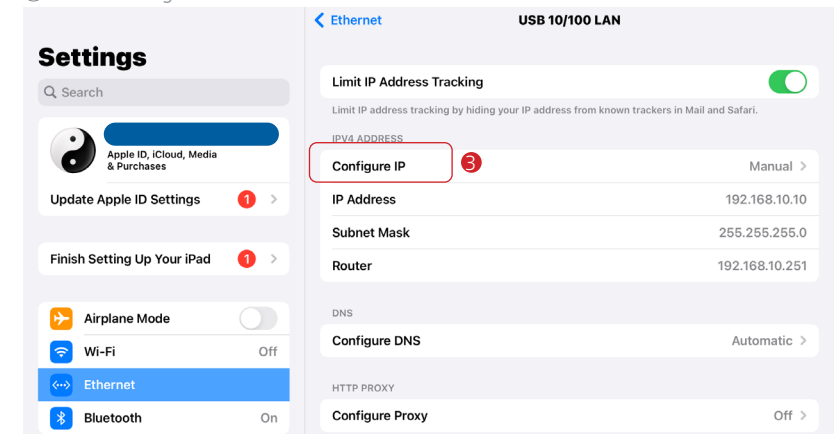 Ethernet
USB 10/100 LAN
Settings
Search
Apple ID, iCloud, Media
& Purchases
Update Apple ID Settings 1
Finish Setting Up Your iPad 1
Airplane Mode
Wi-Fi Off
Ethernet
Bluetooth On
Limit IP Address Tracking
Limit IP address tracking by hiding your IP address from known trackers in Mail and Safari.
IPV4 ADDRESS
Configure IP 3 Manual
IP Address 192.168.10.10
Subnet Mask 255.255.255.0
Router 192.168.10.251
DNS
Configure DNS Automatic
HTTP PROXY
Configure Proxy Off